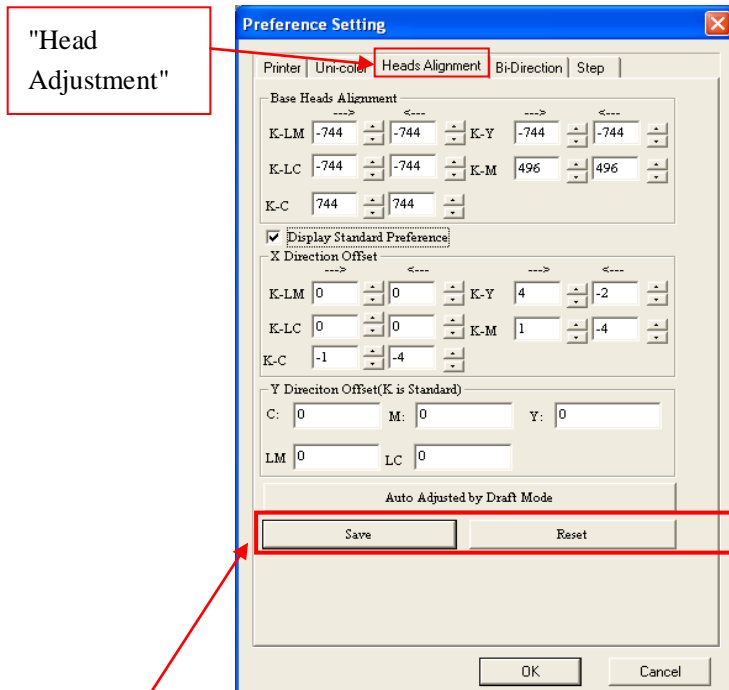 "Head
Adjustment"
Preference Setting
Printer Uni-color Heads Alignment Bi-Direction Step
Base Heads Alignment
---> <--- ---> <---
K-LM -744 -744 K-Y -744 -744
K-LC -744 -744 K-M 496 496
K-C 744 744
Display Standard Preference
X Direction Offset
---> <--- ---> <---
K-LM 0 0 K-Y 4 -2
K-LC 0 0 K-M 1 -4
K-C -1 -4
Y Direciton Offset(K is Standard)
C: 0 M: 0 Y: 0
LM 0 LC 0
Auto Adjusted by Draft Mode
Save Reset
OK Cancel